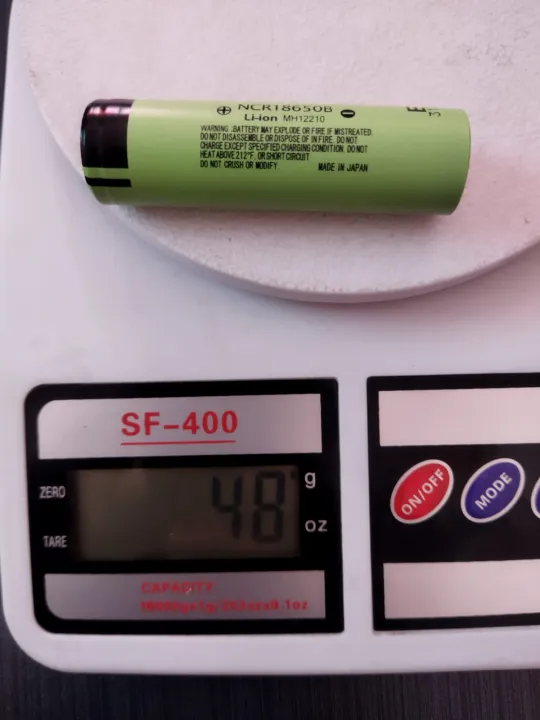 NCR18650B
Li-ion MH12210
WARNING :BATTERY MAY EXPLODE OR FIRE IF MISTREATED.
DO NOT DISASSEMBLE OR DISPOSE OF IN FIRE. DO NOT
CHARGE EXCEPT SPECIFIED CHARGING CONDITION. DO NOT
HEAT ABOVE 212°F, OR SHORT CIRCUIT
DO NOT CRUSH OR MODIFY MADE IN JAPAN
SF-400
ZERO
TARE
48
g
oz
ON/OFF
MODE
CAPACITY